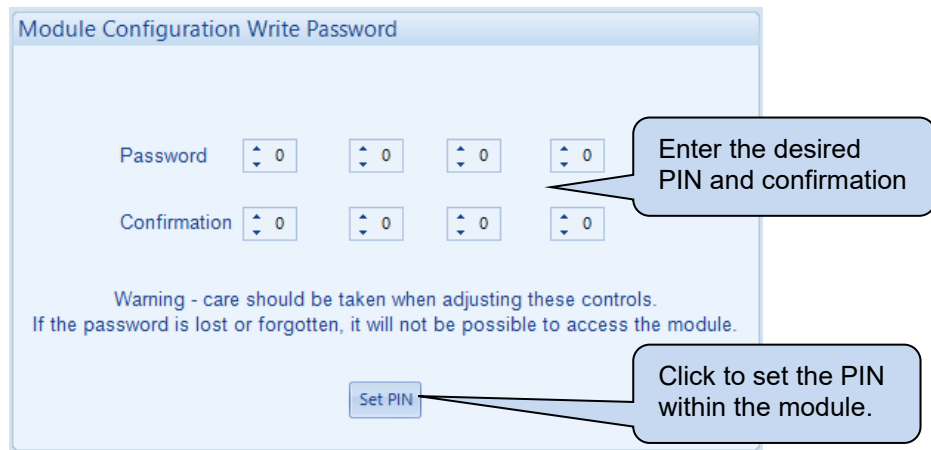 Module Configuration Write Password
Password 0 0 0 0
Enter the desired
PIN and confirmation
Confirmation 0 0 0 0
Warning - care should be taken when adjusting these controls.
If the password is lost or forgotten, it will not be possible to access the module.
Set PIN
Click to set the PIN
within the module.